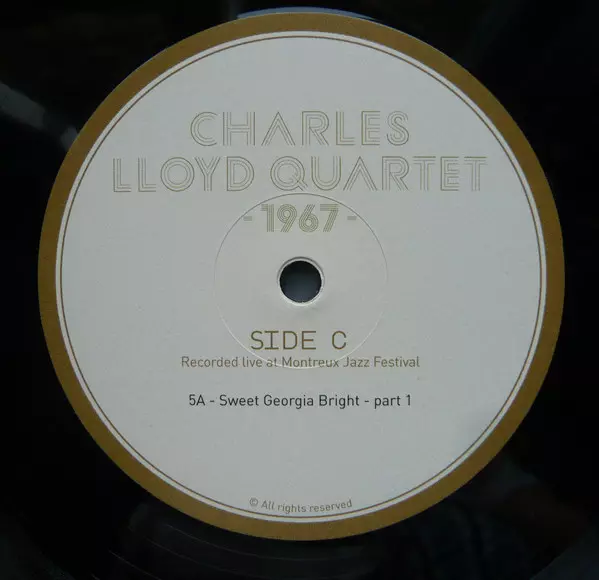 CHARLES
LLOYD QUARTET
- 1967 -
SIDE C
Recorded live at Montreux Jazz Festival
5A - Sweet Georgia Bright - part 1
© All rights reserved